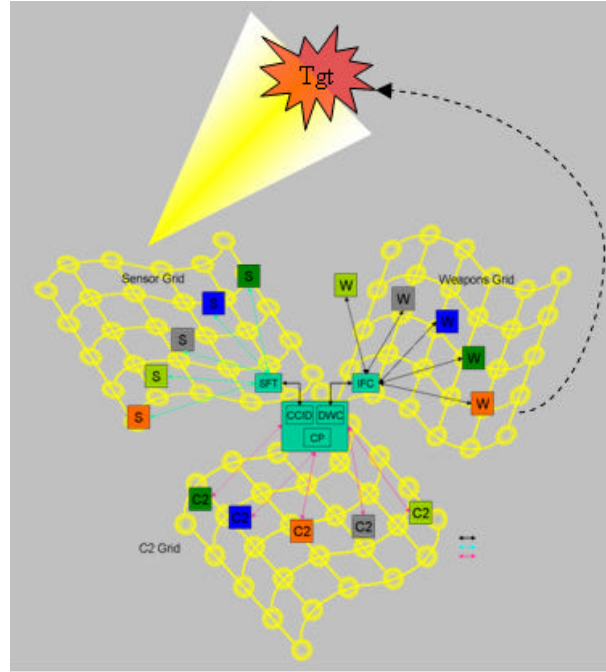 Tgt
Sensor Grid
Weapons Grid
S
S
S
S
S
W
W
W
W
W
SFT
IFC
CCID DWC
CP
C2
C2
C2
C2
C2
C2 Grid